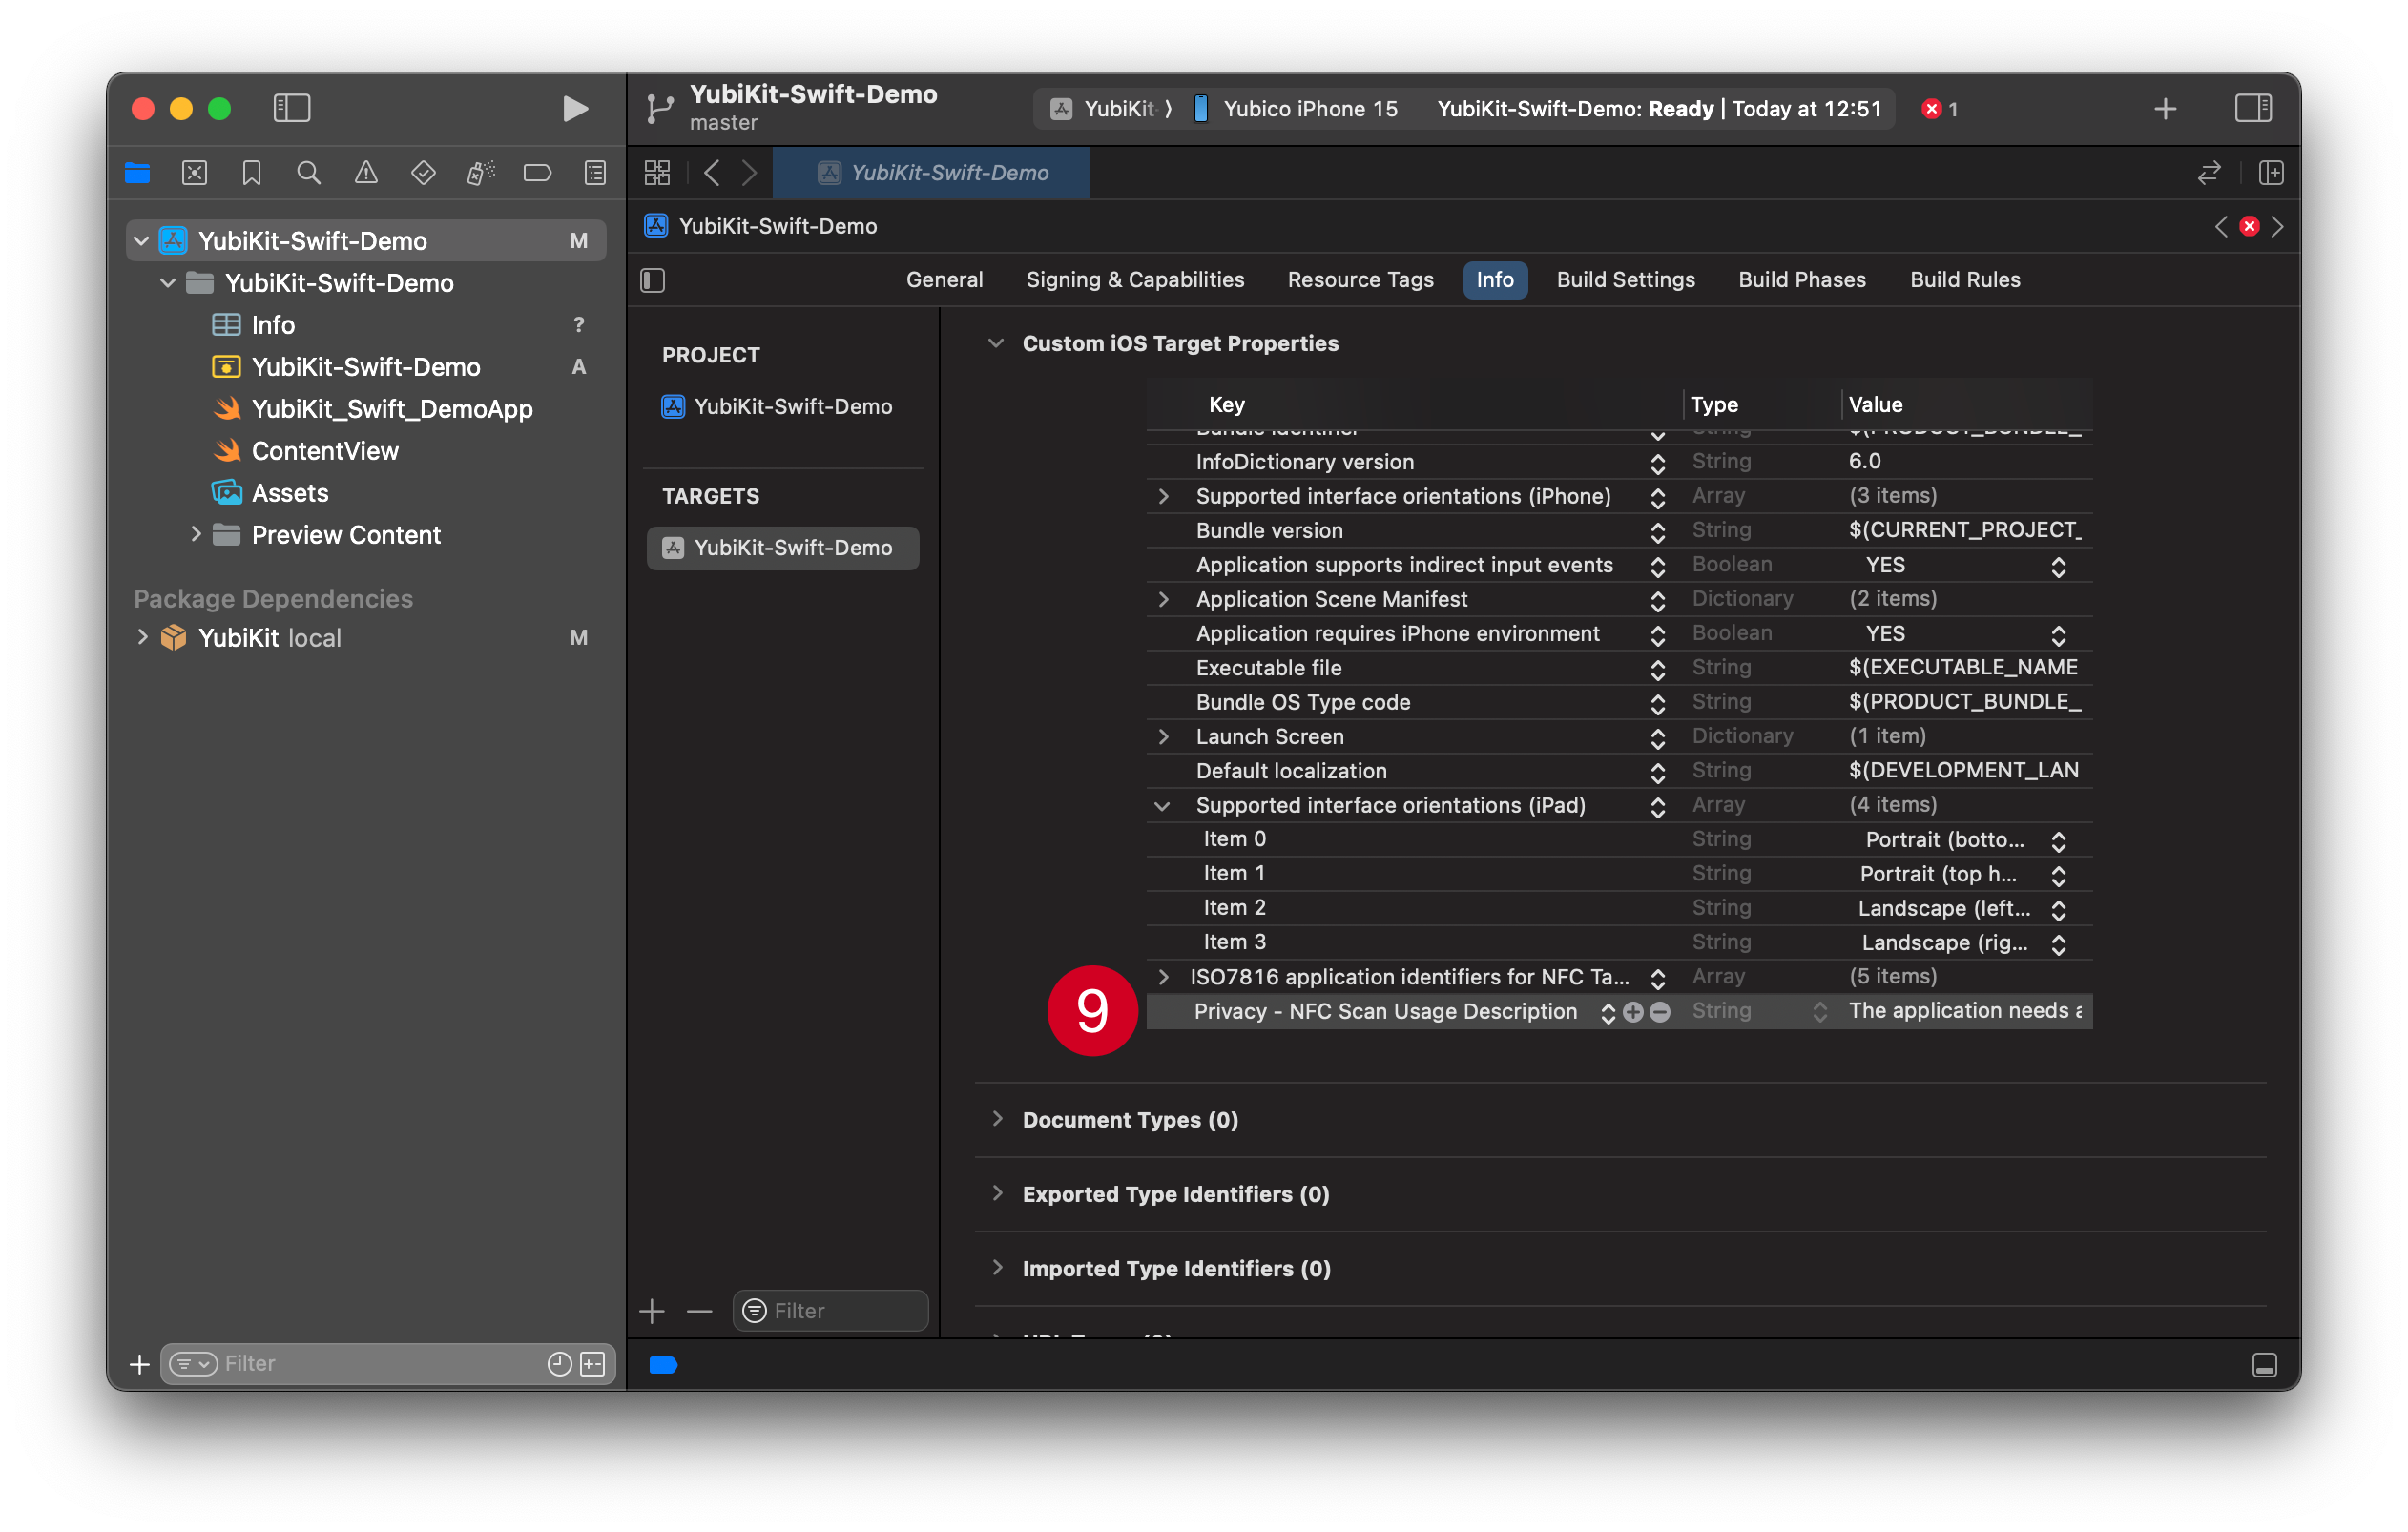 YubiKit-Swift-Demo
master
YubiKit
Yubico iPhone 15
YubiKit-Swift-Demo: Ready | Today at 12:51
1
YubiKit-Swift-Demo
YubiKit-Swift-Demo M
YubiKit-Swift-Demo
Info ?
YubiKit-Swift-Demo A
YubiKit_Swift_DemoApp
ContentView
Assets
Preview Content
Package Dependencies
YubiKit local M
Filter
YubiKit-Swift-Demo
General Signing & Capabilities Resource Tags Info Build Settings Build Phases Build Rules
PROJECT
YubiKit-Swift-Demo
TARGETS
YubiKit-Swift-Demo
Filter
Custom iOS Target Properties
Key Type Value
Bundle identifier String $(PRODUCT_BUNDLE_
InfoDictionary version String 6.0
Supported interface orientations (iPhone) Array (3 items)
Bundle version String $(CURRENT_PROJECT_
Application supports indirect input events Boolean YES
Application Scene Manifest Dictionary (2 items)
Application requires iPhone environment Boolean YES
Executable file String $(EXECUTABLE_NAME
Bundle OS Type code String $(PRODUCT_BUNDLE_
Launch Screen Dictionary (1 item)
Default localization String $(DEVELOPMENT_LAN
Supported interface orientations (iPad) Array (4 items)
Item 0 String Portrait (botto...
Item 1 String Portrait (top h...
Item 2 String Landscape (left...
Item 3 String Landscape (rig...
ISO7816 application identifiers for NFC Ta... Array (5 items)
9 Privacy - NFC Scan Usage Description String The application needs
Document Types (0)
Exported Type Identifiers (0)
Imported Type Identifiers (0)